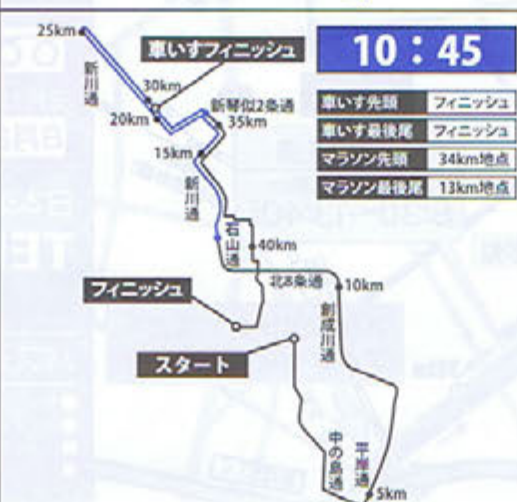 25km
車いすフィニッシュ
10：45
新川通
30km
20km
新琴似2条通
35km
車いす先頭 フィニッシュ
車いす最後尾 フィニッシュ
マラソン先頭 34km地点
マラソン最後尾 13km地点
15km
新川通
石山通
40km
北8条通
10km
フィニッシュ
創成川通
スタート
中の島通
平岸通
5km